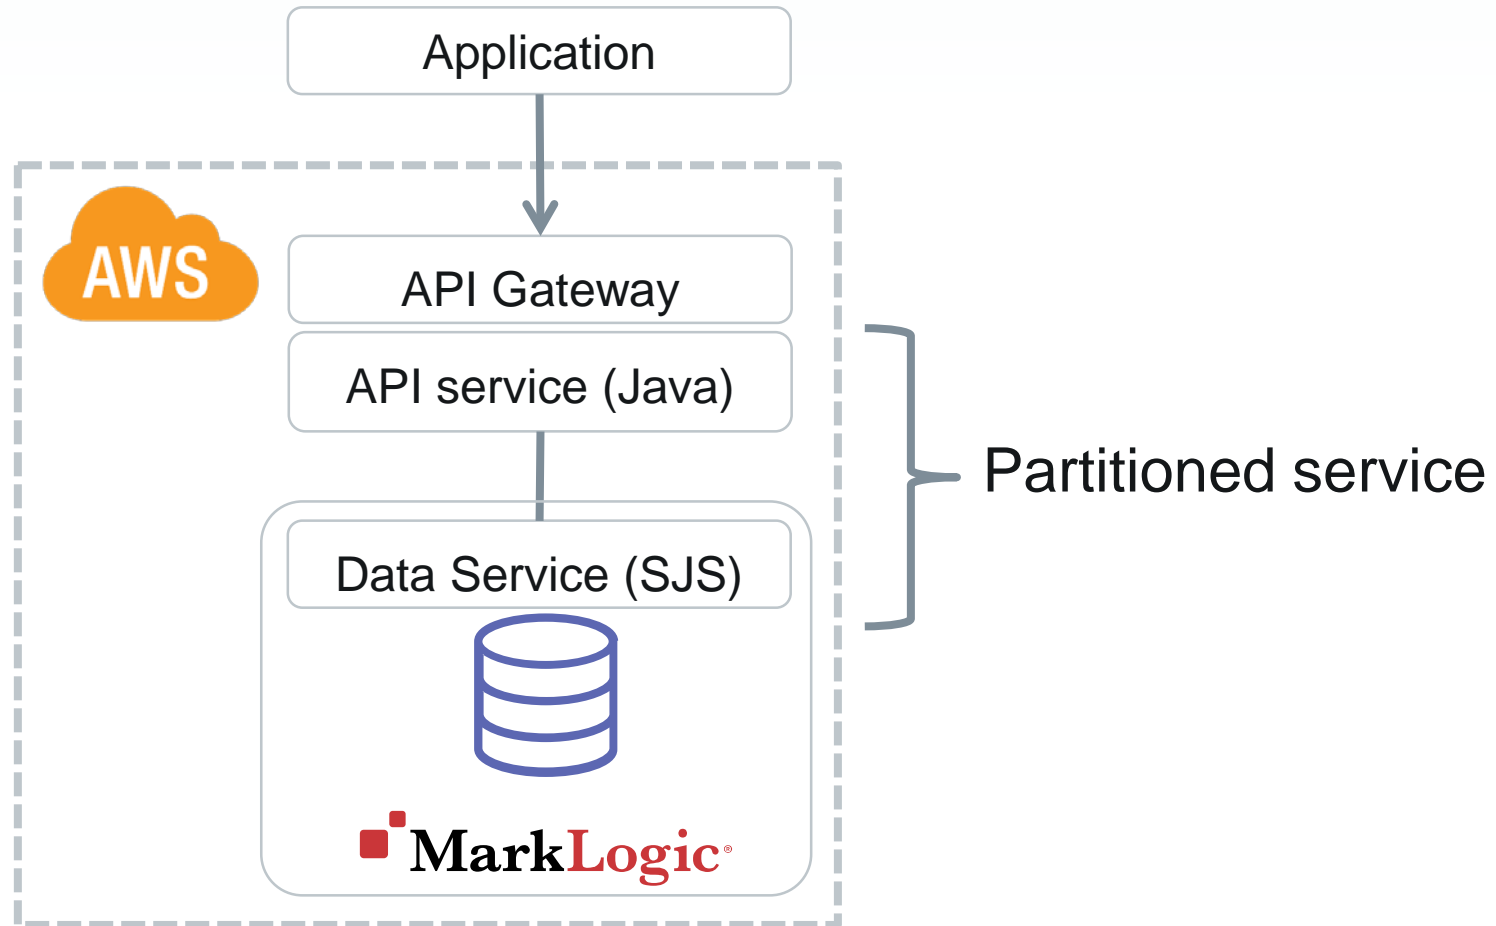 Application
AWS
API Gateway
API service (Java)
Partitioned service
Data Service (SJS)
MarkLogic®